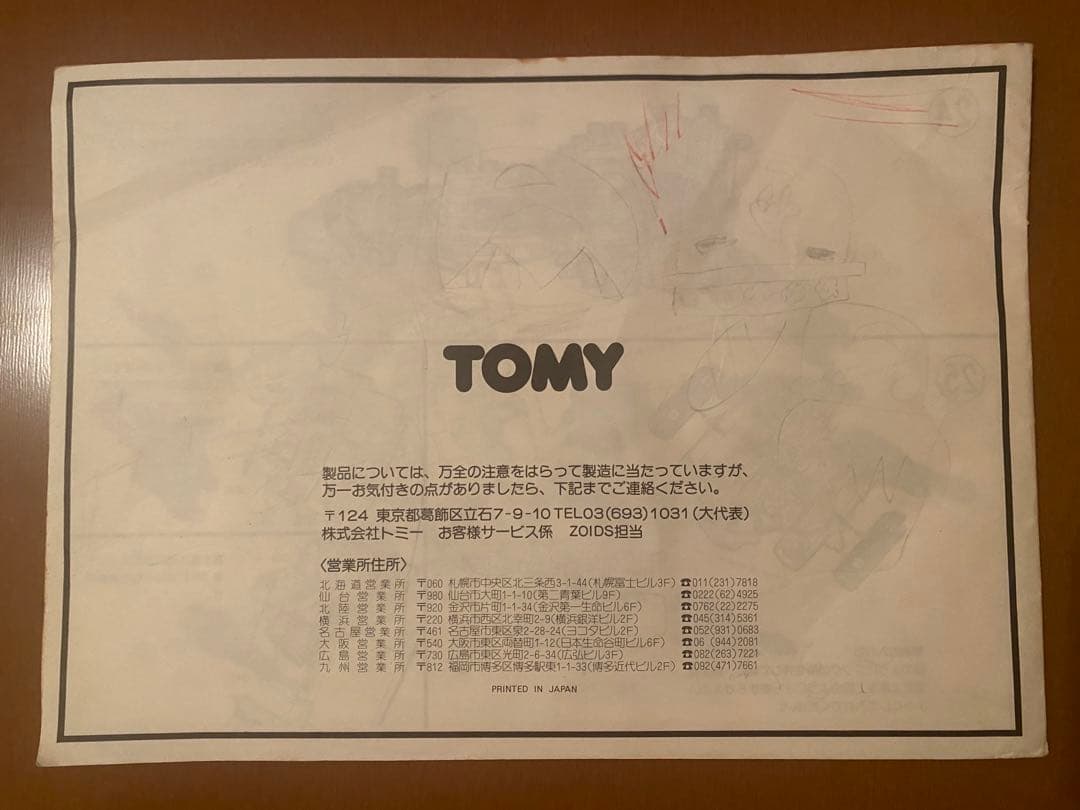 TOMY
製品については、万全の注意をはらって製造に当たっていますが、
万一お気付きの点がありましたら、下記までご連絡ください。
〒124 東京都葛飾区立石7-9-10 TEL03(693)1031(大代表)
株式会社トミー お客様サービス係 ZOIDS担当
〈営業所住所〉
北海道営業所 〒060 札幌市中央区北三条西3-1-44(札幌富士ビル3F) ☎011(231)7818
仙台営業所 〒980 仙台市大町1-1-10(第二青葉ビル9F) ☎0222(62)4925
北陸営業所 〒920 金沢市片町1-1-34(金沢第一生命ビル6F) ☎0762(22)2275
横浜営業所 〒220 横浜市西区北幸町2-9(横浜銀洋ビル2F) ☎045(314)5361
名古屋営業所 〒461 名古屋市東区泉2-28-24(ヨコタビル2F) ☎052(931)0683
大阪営業所 〒540 大阪市東区両替町1-12(日本生命谷町ビル6F) ☎06(944)2081
広島営業所 〒730 広島市東区光町2-6-34(広弘ビル3F) ☎082(263)7221
九州営業所 〒812 福岡市博多区博多駅東1-1-33(博多近代ビル2F) ☎092(471)7661
PRINTED IN JAPAN